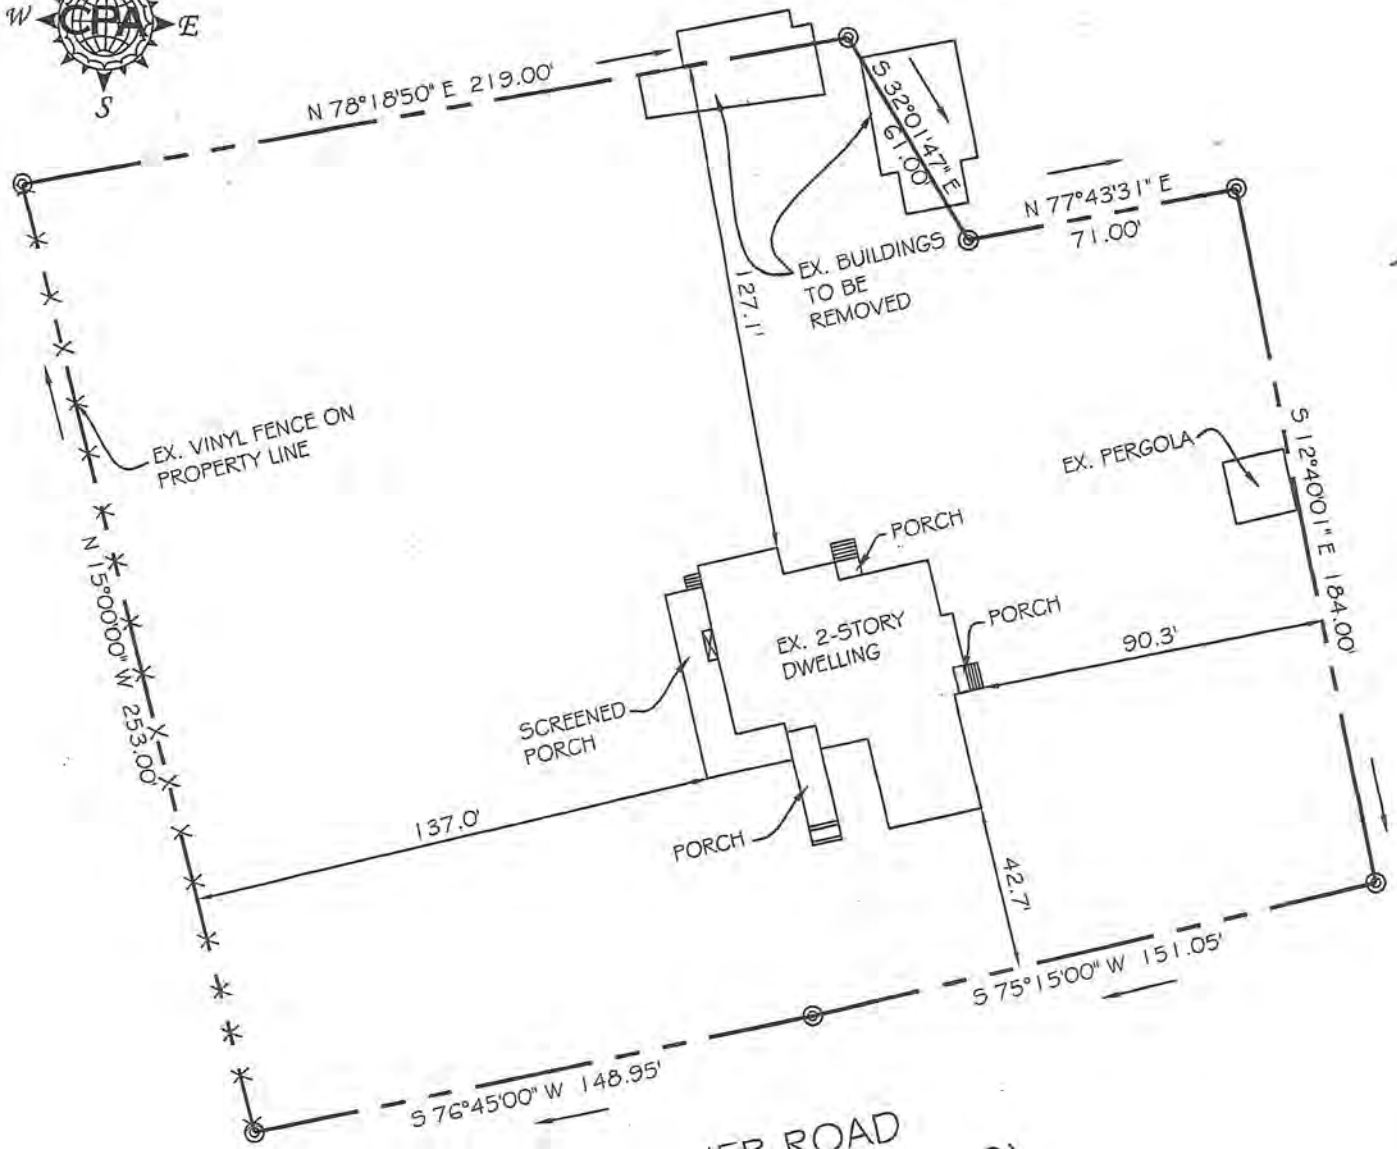 W
CPA
E
S
N 78°18'50" E 219.00'
S 32°01'47" E
61.00'
N 77°43'31" E
71.00'
EX. BUILDINGS
TO BE
REMOVED
127.1'
EX. VINYL FENCE ON
PROPERTY LINE
EX. PERGOLA
S 12°40'01" E 184.00'
N 15°00'00" W 253.00'
PORCH
EX. 2-STORY
DWELLING
PORCH
90.3'
SCREENED
PORCH
137.0'
PORCH
42.7'
S 75°15'00" W 151.05'
S 76°45'00" W 148.95'
ROAD